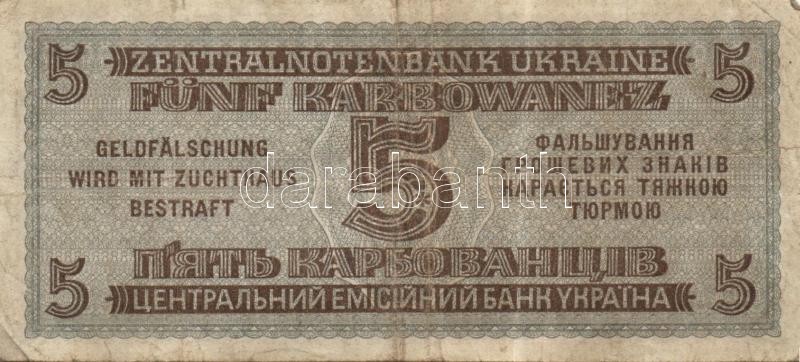 5 ZENTRALNOTENBANK UKRAINE 5
FÜNF KARBOWANEZ
GELDFÄLSCHUNG
WIRD MIT ZUCHTHAUS
BESTRAFT
5
ФАЛЬШУВАННЯ
ГРОШЕВИХ ЗНАКІВ
КАРАЄТЬСЯ ТЯЖНОЮ
ТЮРМОЮ
darabanth
П'ЯТЬ КАРБОВАНЦІВ
5 ЦЕНТРАЛЬНИЙ ЕМІСІЙНИЙ БАНК УКРАЇНА 5